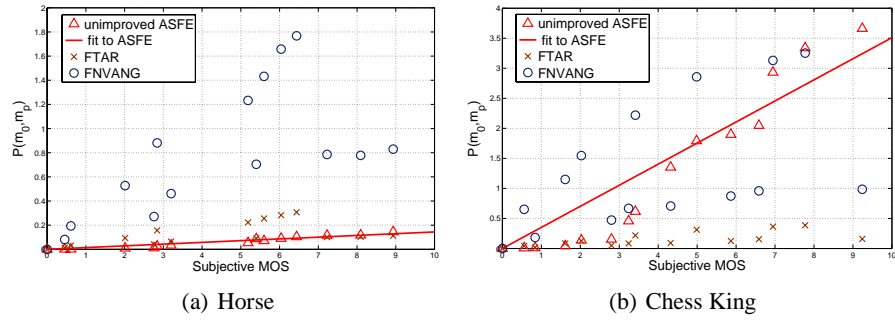 unimproved ASFE
fit to ASFE
FTAR
FNVANG
P(m0,mp)
2
1.8
1.6
1.4
1.2
1
0.8
0.6
0.4
0.2
0
0 1 2 3 4 5 6 7 8 9 10
Subjective MOS
(a) Horse
unimproved ASFE
fit to ASFE
FTAR
FNVANG
P(m0,mp)
4
3.5
3
2.5
2
1.5
1
0.5
0
0 1 2 3 4 5 6 7 8 9 10
Subjective MOS
(b) Chess King